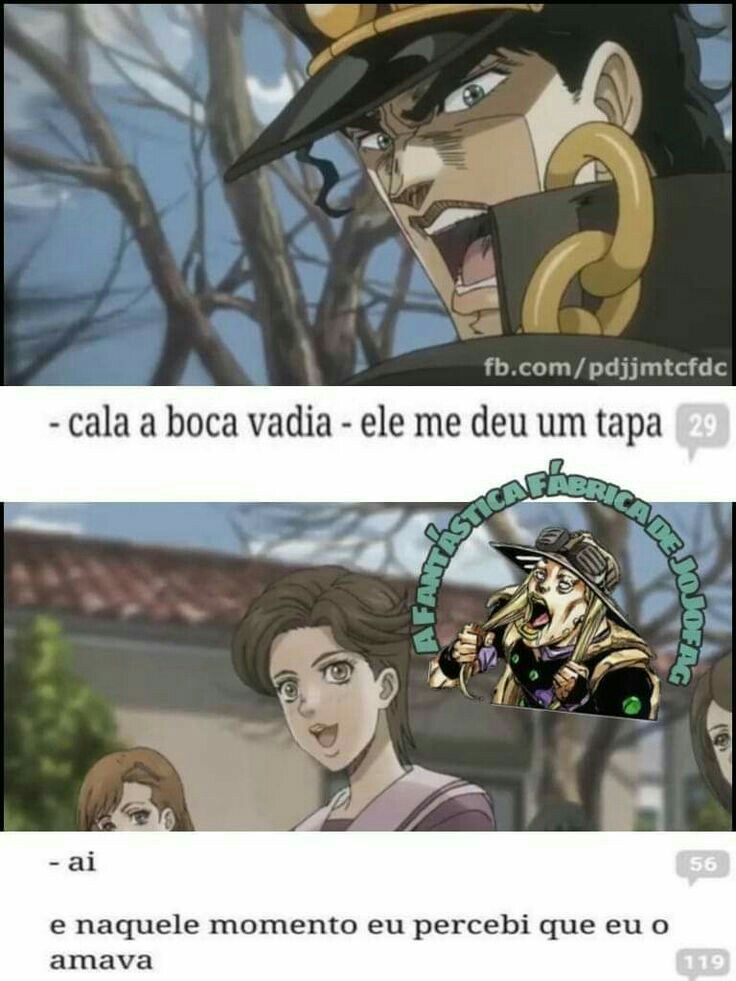 fb.com/pdjjmtcfdc
- cala a boca vadia - ele me deu um tapa 29
A FANTÁSTICA FÁBRICA DE JOJOFAG
- ai 56
e naquele momento eu percebi que eu o
amava 119